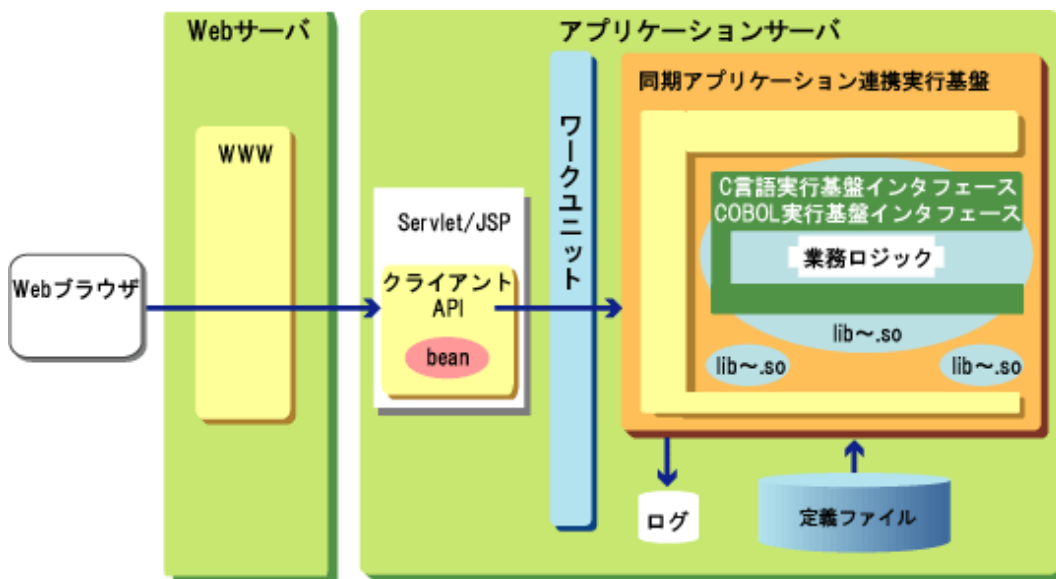 Webサーバ
アプリケーションサーバ
同期アプリケーション連携実行基盤
WWW
ワークユニット
C言語実行基盤インタフェース
COBOL実行基盤インタフェース
Servlet/JSP
業務ロジック
Webブラウザ
クライアント
API
bean
lib～.so
lib～.so
lib～.so
ログ
定義ファイル